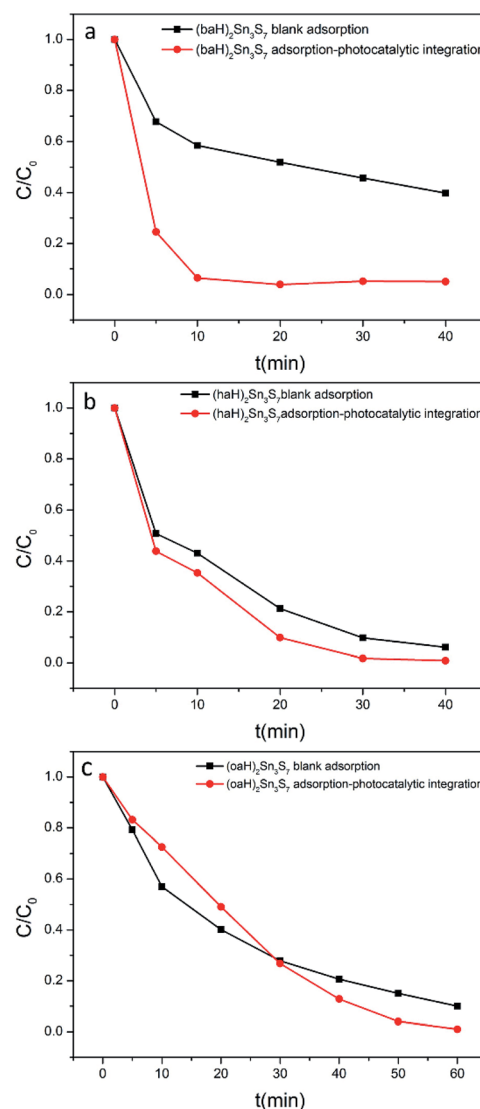 a
(baH)₂Sn₃S₇ blank adsorption
(baH)₂Sn₃S₇ adsorption-photocatalytic integration
1.0
0.8
0.6
0.4
0.2
0.0
C/C₀
0 10 20 30 40
t(min)
b
(haH)₂Sn₃S₇blank adsorption
(haH)₂Sn₃S₇adsorption-photocatalytic integration
1.0
0.8
0.6
0.4
0.2
0.0
C/C₀
0 10 20 30 40
t(min)
c
(oaH)₂Sn₃S₇ blank adsorption
(oaH)₂Sn₃S₇ adsorption-photocatalytic integration
1.0
0.8
0.6
0.4
0.2
0.0
C/C₀
0 10 20 30 40 50 60
t(min)